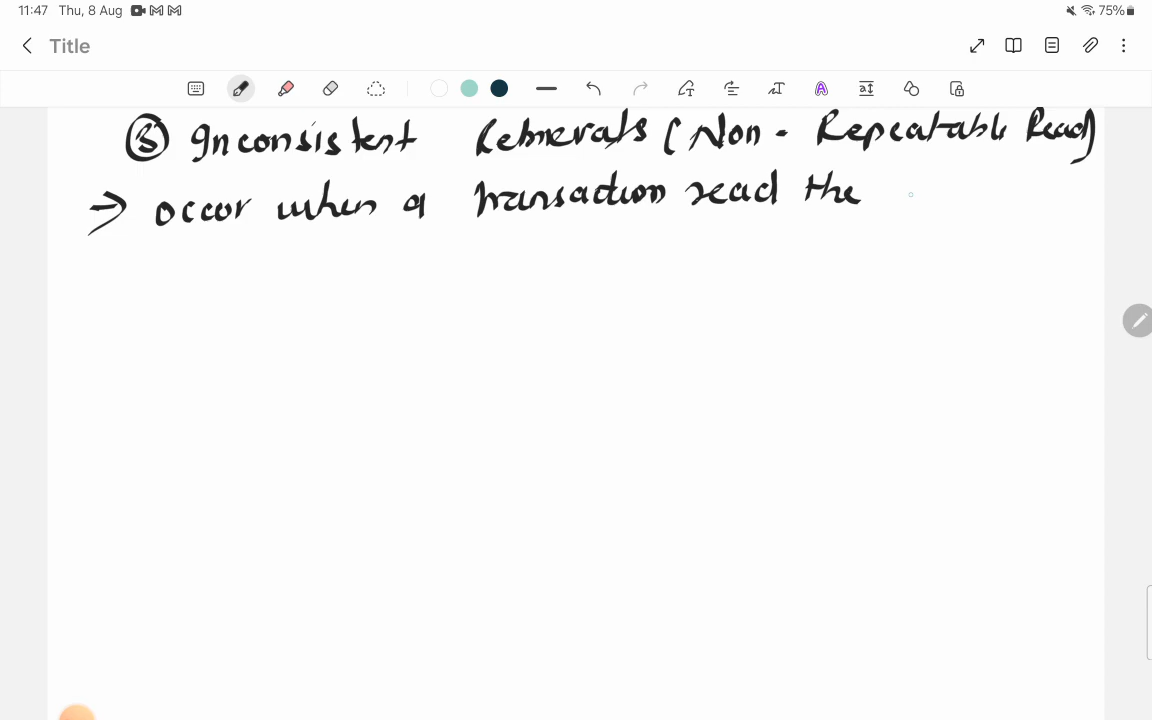 11:47 Thu, 8 Aug 75%
Title
③ Inconsistent Retrievals (Non - Repeatable Read)
⇒ occur when a transaction read the